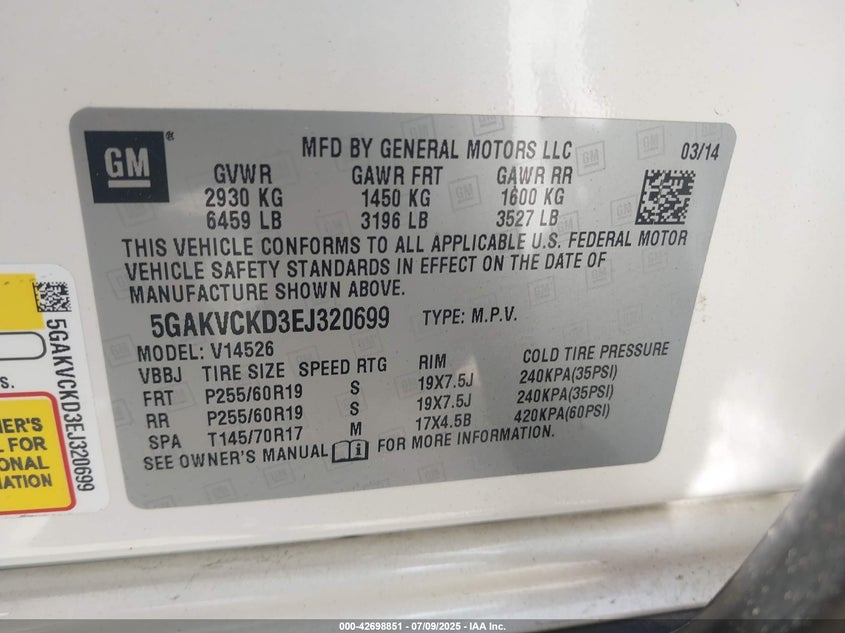 GM
®
MFD BY GENERAL MOTORS LLC 03/14
GVWR GAWR FRT GAWR RR
2930 KG 1450 KG 1600 KG
6459 LB 3196 LB 3527 LB
THIS VEHICLE CONFORMS TO ALL APPLICABLE U.S. FEDERAL MOTOR
VEHICLE SAFETY STANDARDS IN EFFECT ON THE DATE OF
MANUFACTURE SHOWN ABOVE.
5GAKVCKD3EJ320699 TYPE: M.P.V.
MODEL: V14526
VBBJ TIRE SIZE SPEED RTG RIM COLD TIRE PRESSURE
FRT P255/60R19 S 19X7.5J 240KPA(35PSI)
RR P255/60R19 S 19X7.5J 240KPA(35PSI)
SPA T145/70R17 M 17X4.5B 420KPA(60PSI)
SEE OWNER'S MANUAL i FOR MORE INFORMATION.
5GAKVCKD3EJ320699
S.
NER'S
L FOR
IONAL
ATION
000-42698851 | 07/09/2025 - IAA Inc.